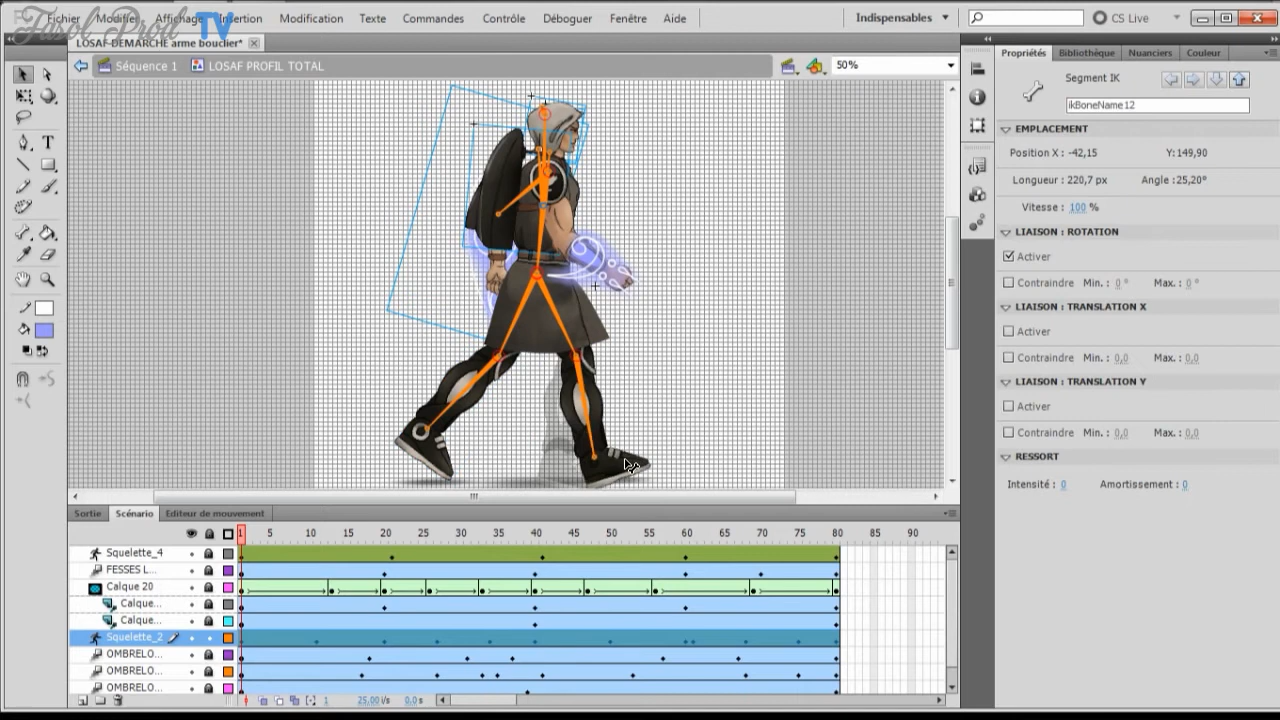 Fichier Modifier Affichage Insertion Modification Texte Commandes Contrôle Déboguer Fenêtre Aide Indispensables CS Live
Fasol Prod TV
LOSAF-DEMARCHE arme bouclier*
Séquence 1 LOSAF PROFIL TOTAL 50%
Propriétés Bibliothèque Nuanciers Couleur
Segment IK
ikBoneName12
EMPLACEMENT
Position X : -42,15 Y: 149,90
Longueur : 220,7 px Angle : 25,20°
Vitesse : 100 %
LIAISON : ROTATION
Activer
Contraindre Min. : 0 ° Max. : 0 °
LIAISON : TRANSLATION X
Activer
Contraindre Min. : 0,0 Max. : 0,0
LIAISON : TRANSLATION Y
Activer
Contraindre Min. : 0,0 Max. : 0,0
RESSORT
Intensité : 0 Amortissement : 0
Sortie Scénario Editeur de mouvement
1 5 10 15 20 25 30 35 40 45 50 55 60 65 70 75 80 85 90
Squelette_4
FESSES L...
Calque 20
Calque...
Calque...
Squelette_2
OMBRELO...
OMBRELO...
OMBRELO...
1 25,00 i/s 0,0 s